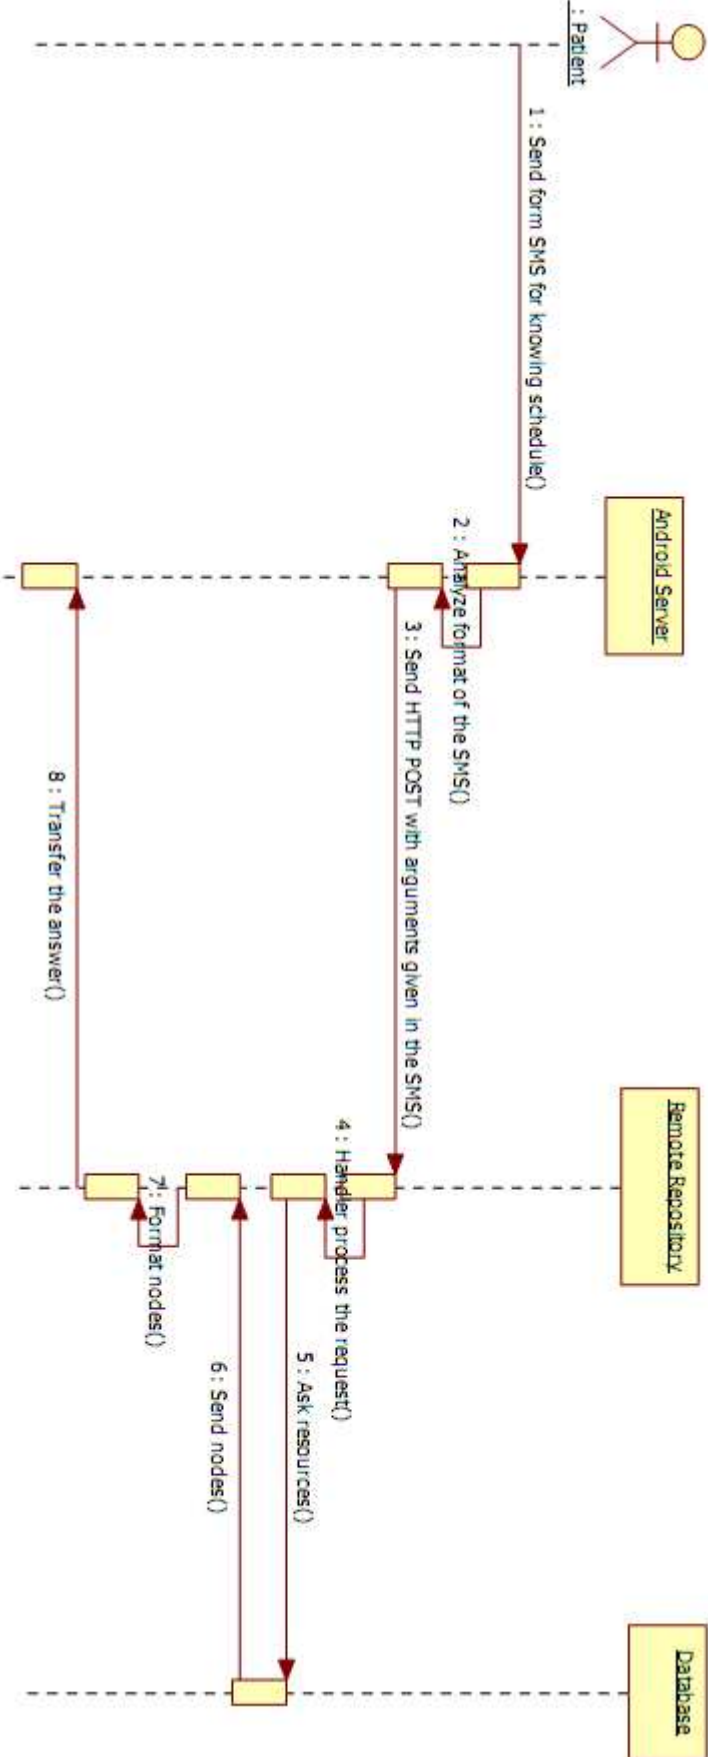 : Patient
Android Server
Remote Repository
Database
1 : Send form SMS for knowing schedule()
2 : Analyze format of the SMS()
3 : Send HTTP POST with arguments given in the SMS()
4 : Handler process the request()
5 : Ask resources()
6 : Send nodes()
7 : Format nodes()
8 : Transfer the answer()